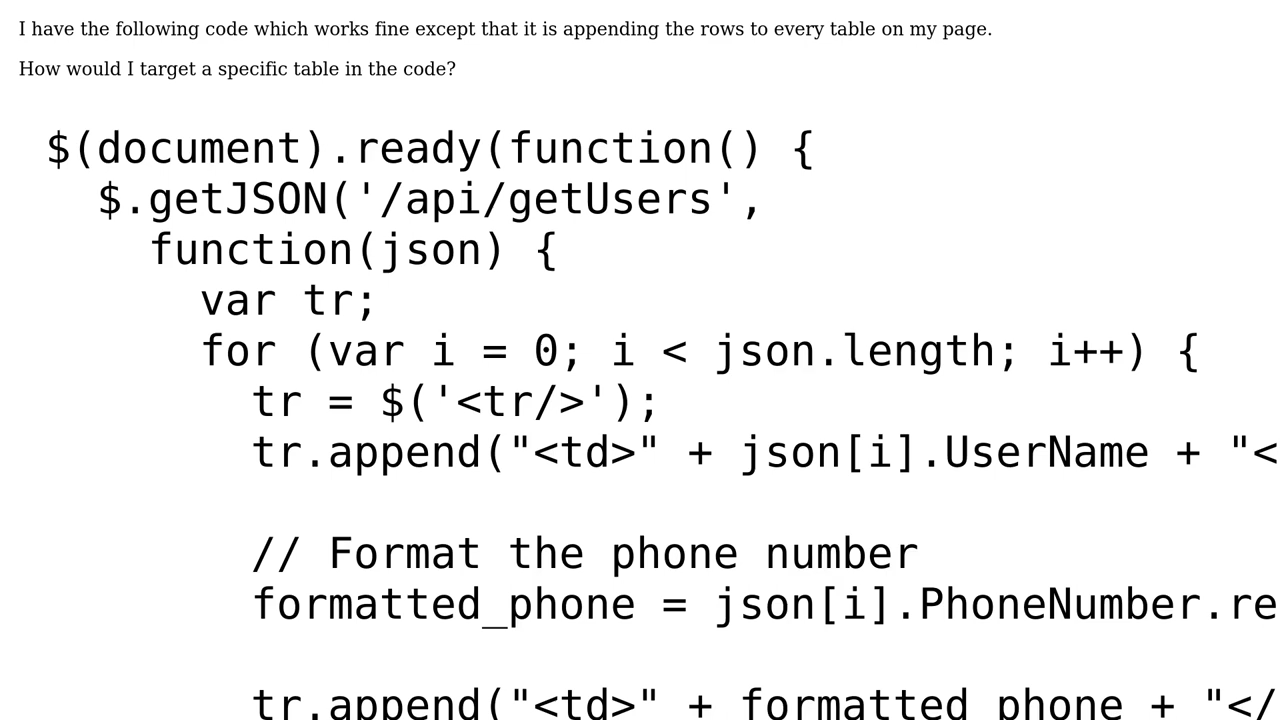 I have the following code which works fine except that it is appending the rows to every table on my page.
How would I target a specific table in the code?
$(document).ready(function() {
$.getJSON('/api/getUsers',
function(json) {
var tr;
for (var i = 0; i < json.length; i++) {
tr = $('<tr/>');
tr.append("<td>" + json[i].UserName + "<
// Format the phone number
formatted_phone = json[i].PhoneNumber.re
tr.append("<td>" + formatted_phone + "</